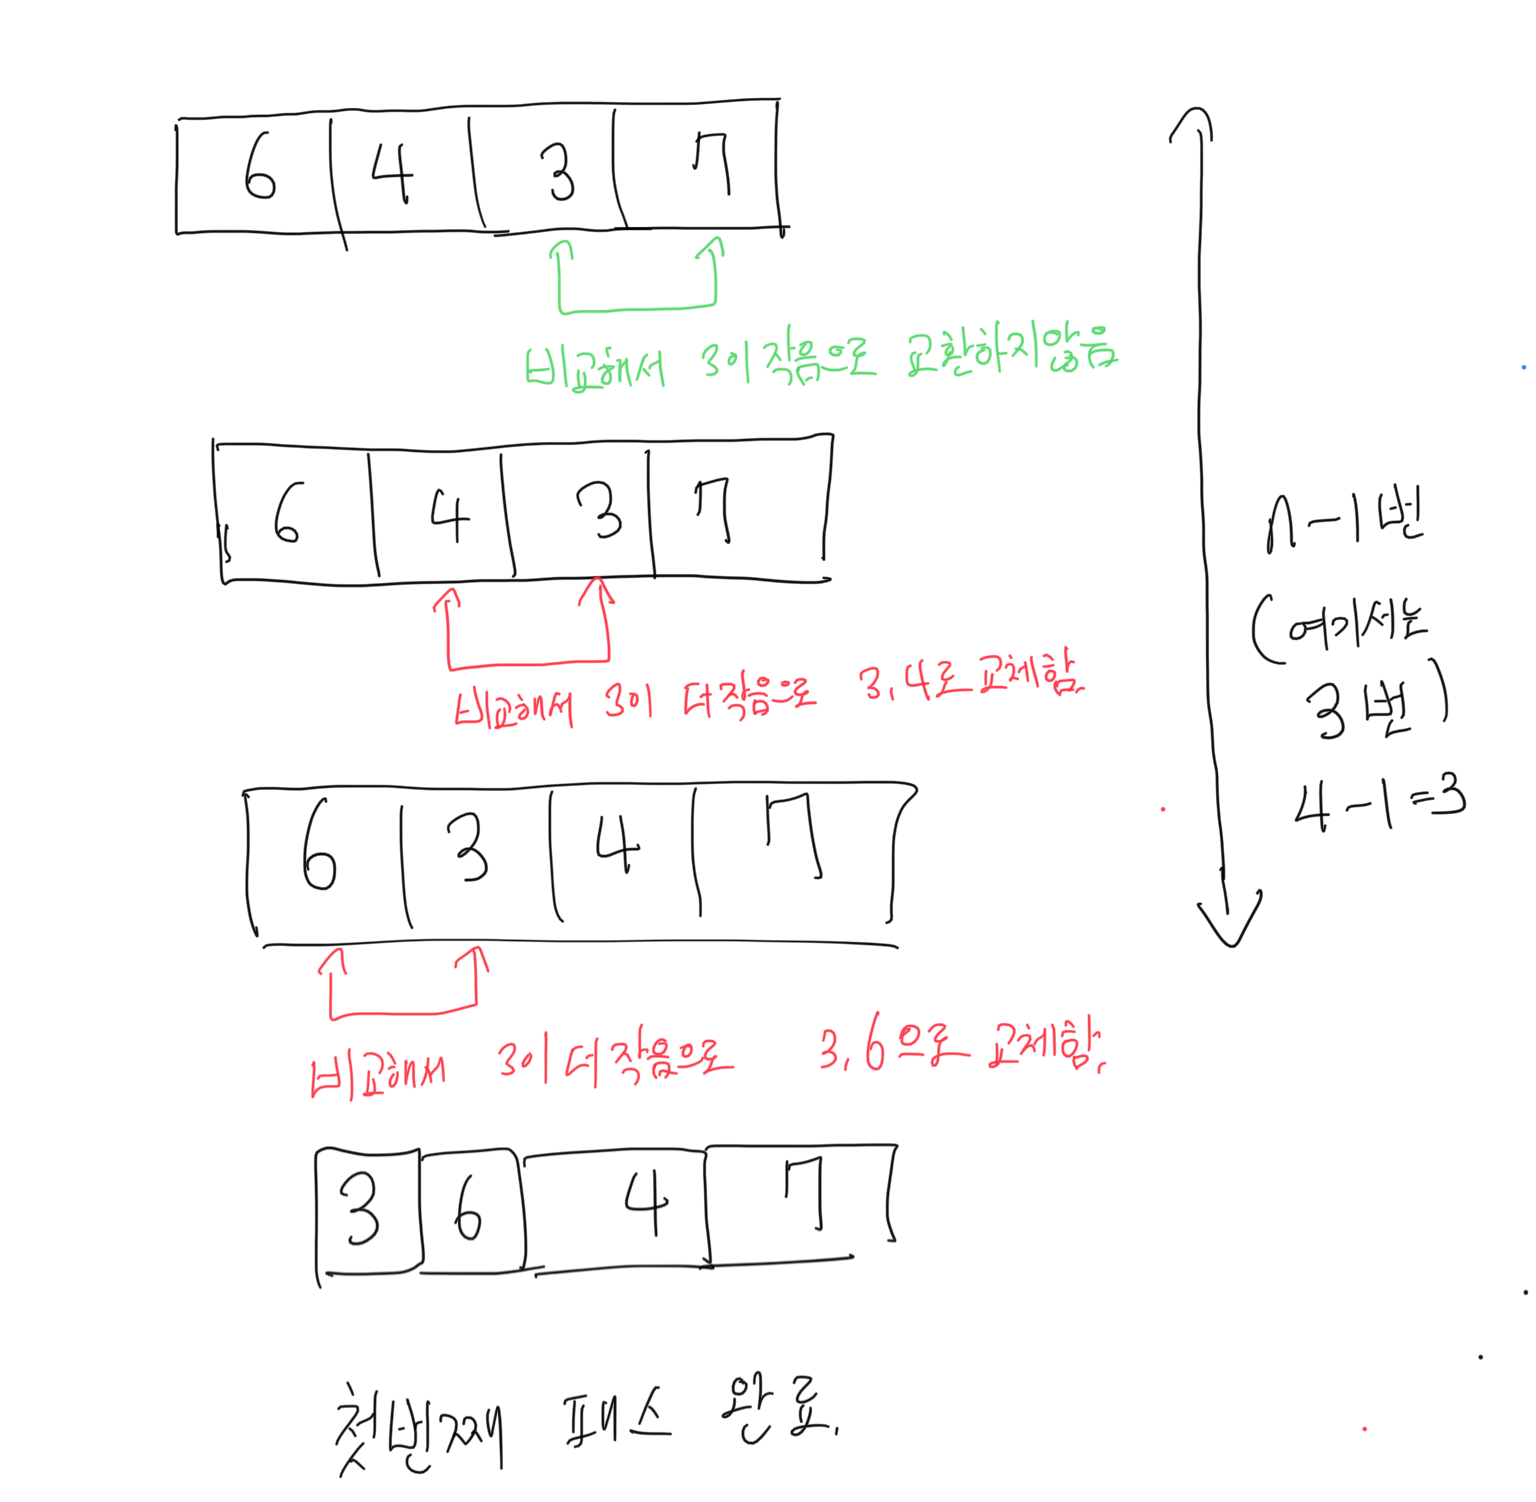 6 4 3 7
비교해서 3이 작음으로 교환하지않음
6 4 3 7
비교해서 3이 더 작음으로 3, 4로 교체함.
6 3 4 7
비교해서 3이 더 작음으로 3, 6으로 교체함.
3 6 4 7
첫번째 패스 완료.
n-1번
(여기서는
3번)
4-1=3